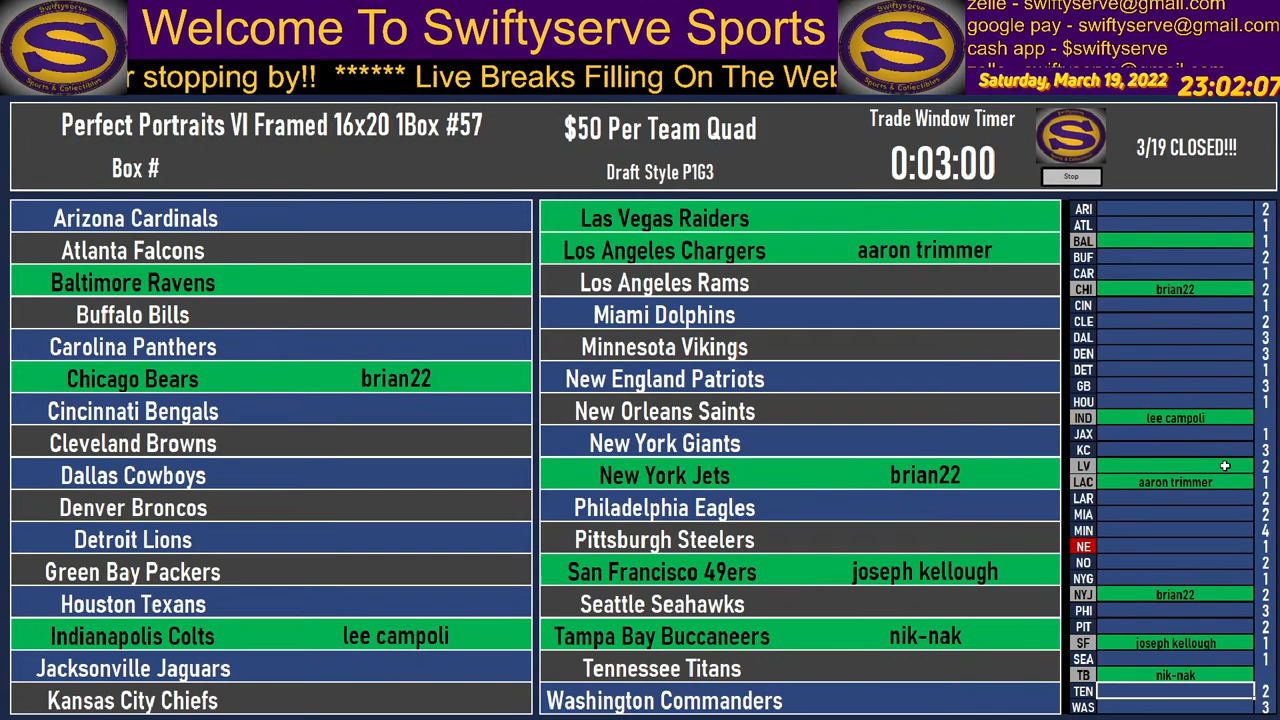 Welcome To Swiftyserve Sports
r stopping by!! ****** Live Breaks Filling On The Web
zelle - swiftyserve@gmail.com
google pay - swiftyserve@gmail.com
cash app - $swiftyserve
zelle - swiftyserve@gmail.com
Saturday, March 19, 2022 23:02:07
S
Sports & Collectibles
S
Sports & Collectibles
Perfect Portraits VI Framed 16x20 1Box #57
Box #
$50 Per Team Quad
Draft Style P1G3
Trade Window Timer
0:03:00
S
Stop
3/19 CLOSED!!!
Arizona Cardinals
Atlanta Falcons
Baltimore Ravens
Buffalo Bills
Carolina Panthers
Chicago Bears brian22
Cincinnati Bengals
Cleveland Browns
Dallas Cowboys
Denver Broncos
Detroit Lions
Green Bay Packers
Houston Texans
Indianapolis Colts lee campoli
Jacksonville Jaguars
Kansas City Chiefs
Las Vegas Raiders
Los Angeles Chargers aaron trimmer
Los Angeles Rams
Miami Dolphins
Minnesota Vikings
New England Patriots
New Orleans Saints
New York Giants
New York Jets brian22
Philadelphia Eagles
Pittsburgh Steelers
San Francisco 49ers joseph kellough
Seattle Seahawks
Tampa Bay Buccaneers nik-nak
Tennessee Titans
Washington Commanders
ARI 2
ATL 1
BAL 1
BUF 2
CAR 1
CHI brian22 2
CIN 1
CLE 2
DAL 3
DEN 3
DET 1
GB 3
HOU 1
IND lee campoli
JAX 1
KC 3
LV 2
LAC aaron trimmer 1
LAR 2
MIA 2
MIN 4
NE 1
NO 2
NYG 1
NYJ brian22 2
PHI 3
PIT 2
SF joseph kellough 1
SEA 1
TB nik-nak
TEN 2
WAS 3